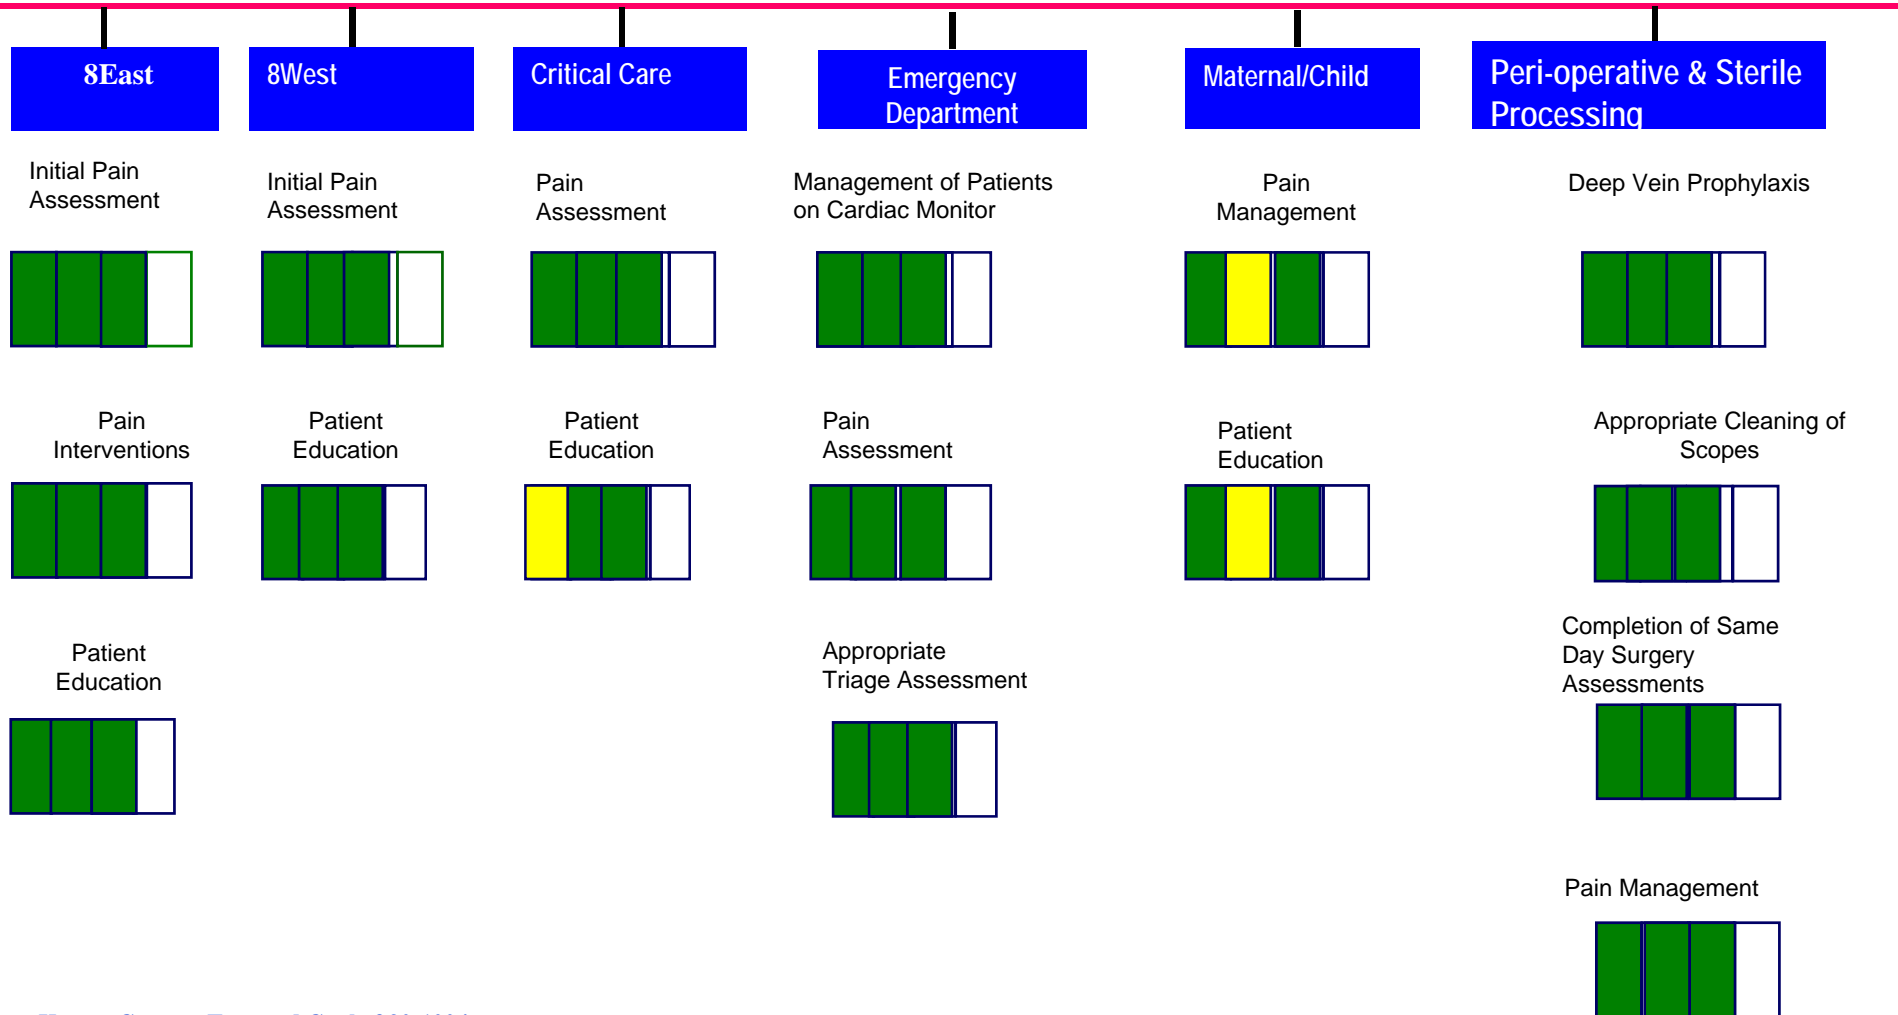 8East
8West
Critical Care
Emergency
Department
Maternal/Child
Peri-operative & Sterile
Processing
Initial Pain
Assessment
Initial Pain
Assessment
Pain
Assessment
Management of Patients
on Cardiac Monitor
Pain
Management
Deep Vein Prophylaxis
Pain
Interventions
Patient
Education
Patient
Education
Pain
Assessment
Patient
Education
Appropriate Cleaning of
Scopes
Patient
Education
Appropriate
Triage Assessment
Completion of Same
Day Surgery
Assessments
Pain Management